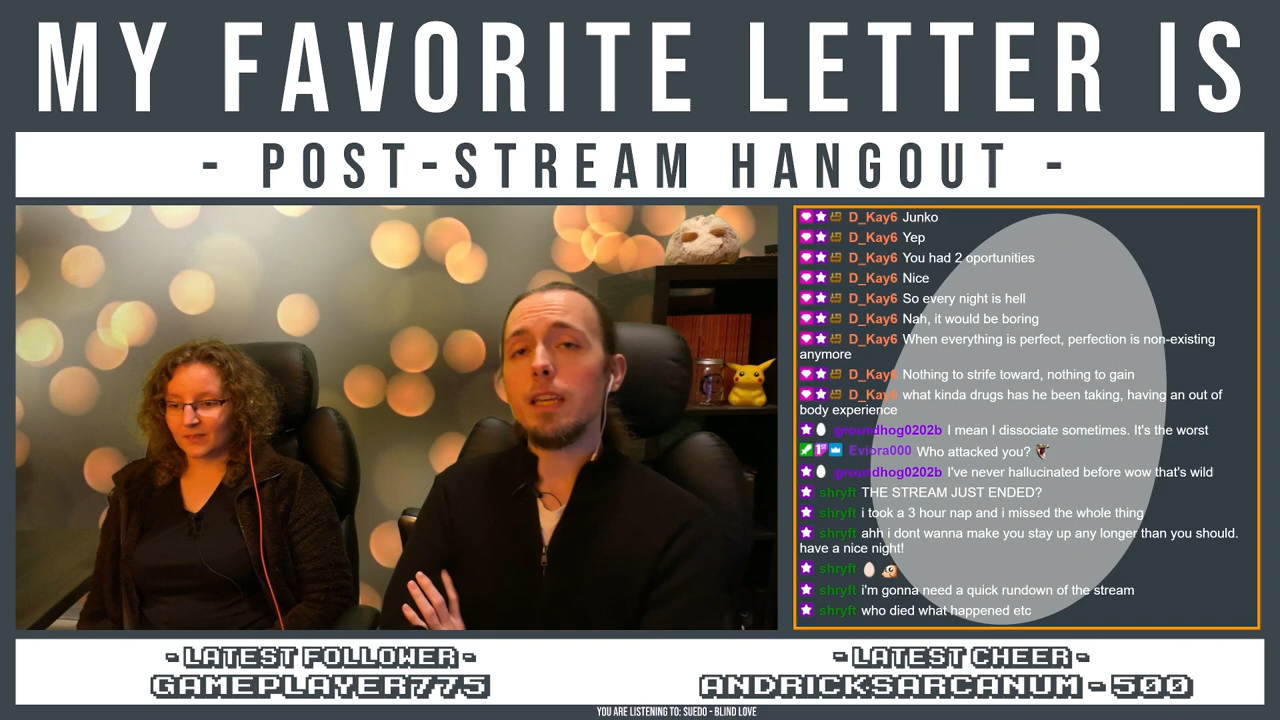 MY FAVORITE LETTER IS
- POST-STREAM HANGOUT -
D_Kay6 Junko
D_Kay6 Yep
D_Kay6 You had 2 oportunities
D_Kay6 Nice
D_Kay6 So every night is hell
D_Kay6 Nah, it would be boring
D_Kay6 When everything is perfect, perfection is non-existing
anymore
D_Kay6 Nothing to strife toward, nothing to gain
D_Kay6 what kinda drugs has he been taking, having an out of
body experience
groundhog0202b I mean I dissociate sometimes. It's the worst
Eviora000 Who attacked you?
groundhog0202b I've never hallucinated before wow that's wild
shryft THE STREAM JUST ENDED?
shryft i took a 3 hour nap and i missed the whole thing
shryft ahh i dont wanna make you stay up any longer than you should.
have a nice night!
shryft
shryft i'm gonna need a quick rundown of the stream
shryft who died what happened etc
- LATEST FOLLOWER -
GAMEPLAYER775
- LATEST CHEER -
ANDRICKSARCANUM - 500
YOU ARE LISTENING TO: SUEDO - BLIND LOVE